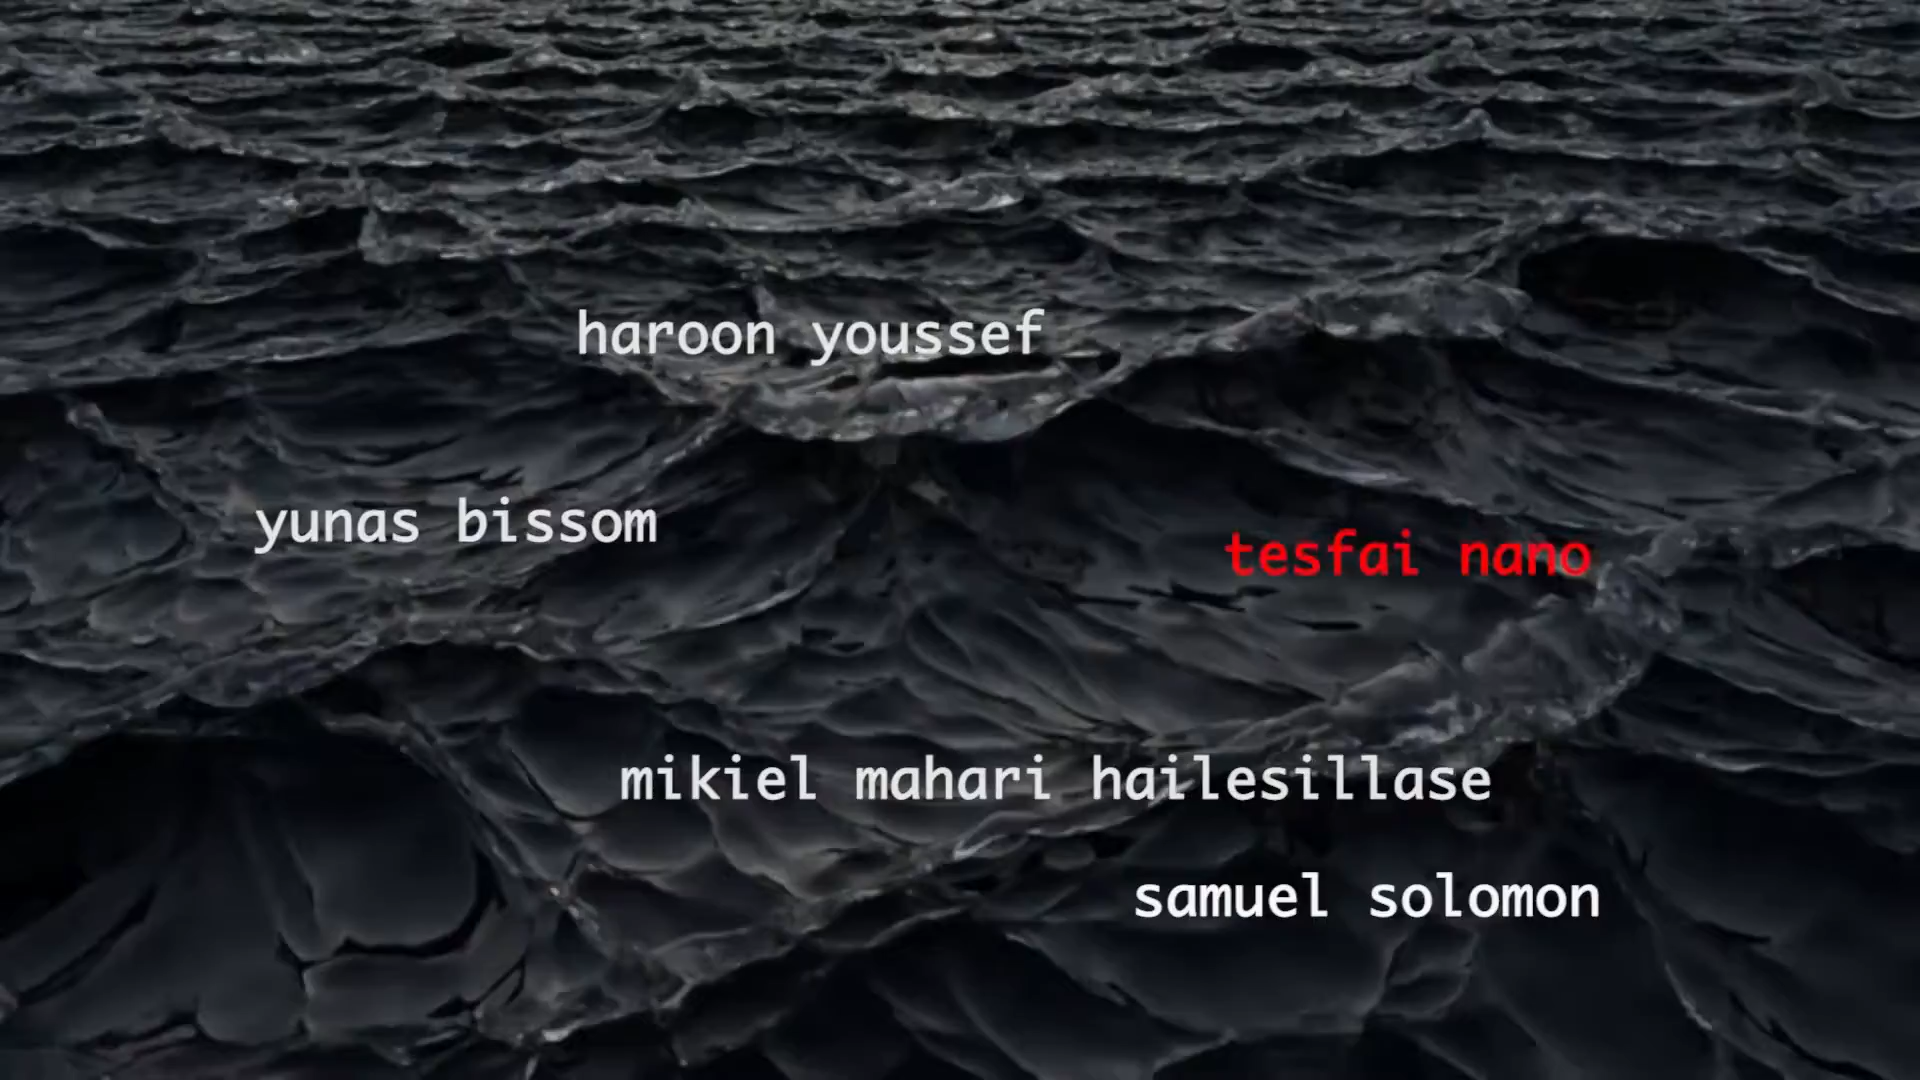 haroon youssef
yunas bissom
tesfai nano
mikiel mahari hailesillase
samuel solomon